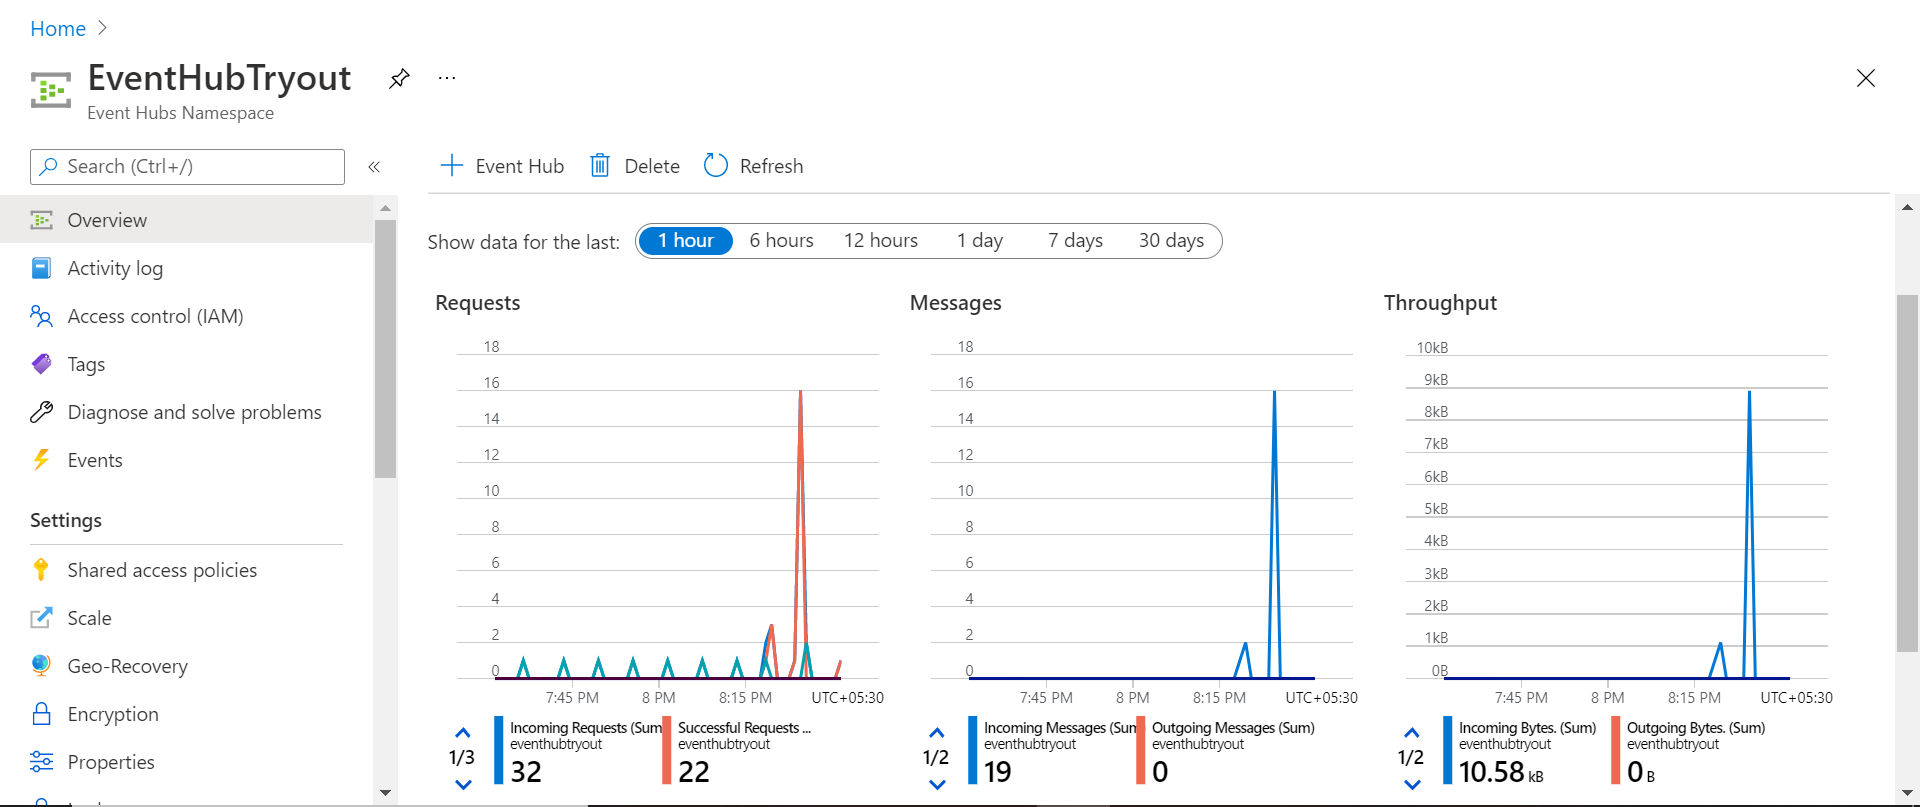 Home
EventHubTryout
Event Hubs Namespace
Search (Ctrl+/)
Event Hub Delete Refresh
Overview
Activity log
Access control (IAM)
Tags
Diagnose and solve problems
Events
Settings
Shared access policies
Scale
Geo-Recovery
Encryption
Properties
Show data for the last: 1 hour 6 hours 12 hours 1 day 7 days 30 days
Requests
18
16
14
12
10
8
6
4
2
0
7:45 PM 8 PM 8:15 PM UTC+05:30
1/3
Incoming Requests (Sum
eventhubtryout
32
Successful Requests ...
eventhubtryout
22
Messages
18
16
14
12
10
8
6
4
2
0
7:45 PM 8 PM 8:15 PM UTC+05:30
1/2
Incoming Messages (Sum
eventhubtryout
19
Outgoing Messages (Sum)
eventhubtryout
0
Throughput
10kB
9kB
8kB
7kB
6kB
5kB
4kB
3kB
2kB
1kB
0B
7:45 PM 8 PM 8:15 PM UTC+05:30
1/2
Incoming Bytes. (Sum)
eventhubtryout
10.58 kB
Outgoing Bytes. (Sum)
eventhubtryout
0 B